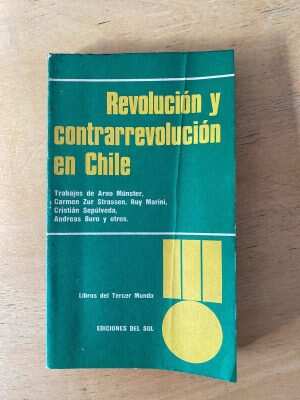 Revolución y
contrarrevolución
en Chile
Trabajos de Arno Münster,
Carmen Zur Strassen, Ruy Marini,
Cristián Sepúlveda,
Andreas Buro y otros.
Libros del Tercer Mundo
EDICIONES DEL SOL